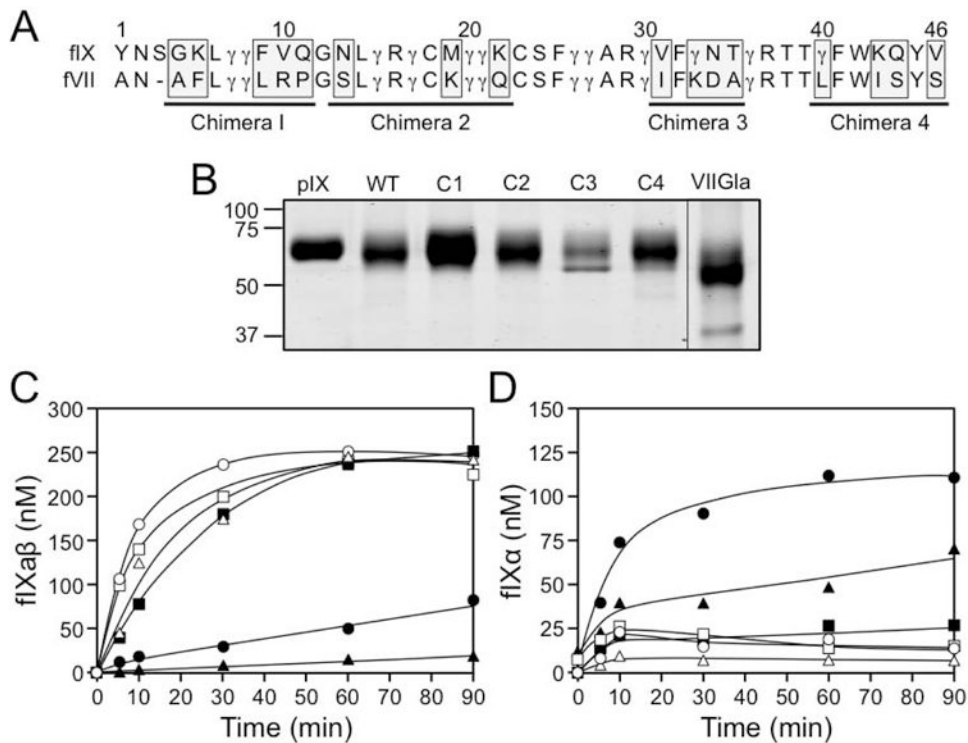 A
1 10 20 30 40 46
fIX YNSGKLγγFVQGNLγRγCMγγKCSFγγARγVFγNTγRTTγFWKQYV
fVII AN-AFLγγLRPGSLγRγCKγγQCSFγγARγIFKDAγRTTLFWISYS
Chimera I Chimera 2 Chimera 3 Chimera 4
B
pIX WT C1 C2 C3 C4 VIIGla
100
75
50
37
C
300
250
200
150
100
50
0
fIXaβ (nM)
0 10 20 30 40 50 60 70 80 90
Time (min)
D
150
125
100
75
50
25
0
fIXα (nM)
0 10 20 30 40 50 60 70 80 90
Time (min)